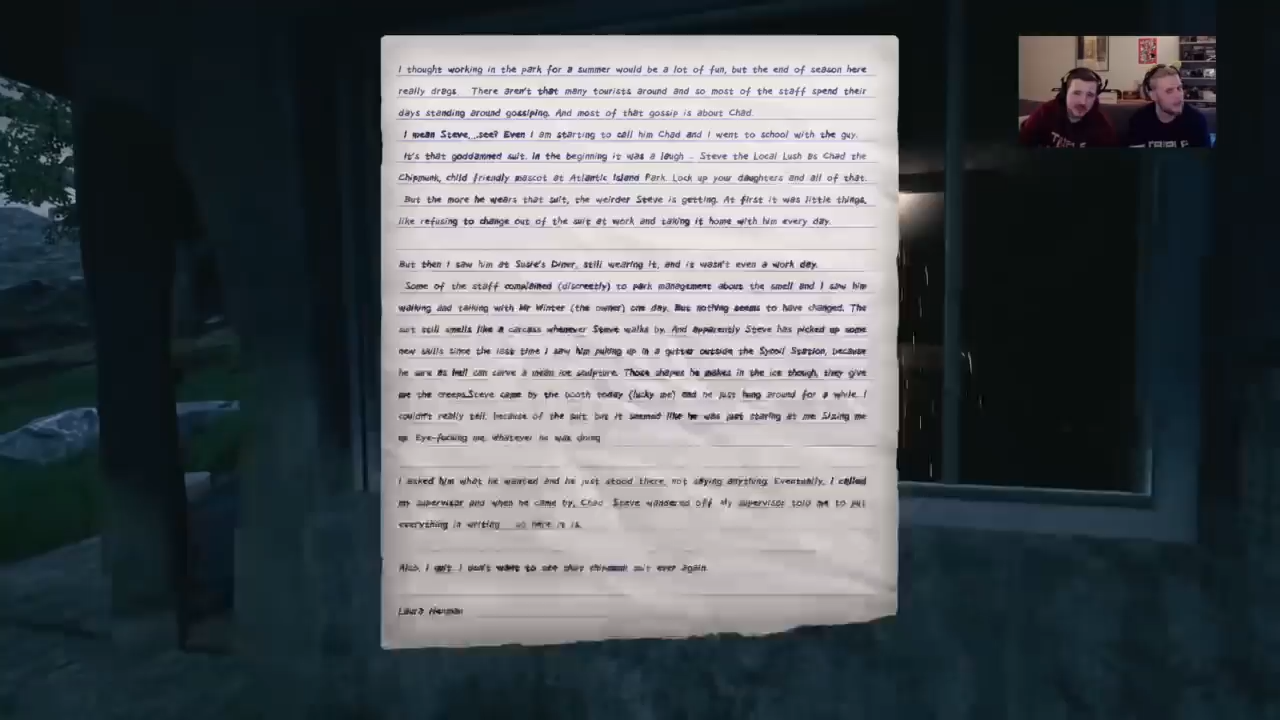 I thought working in the park for a summer would be a lot of fun, but the end of season here
really drags. There aren't that many tourists around and so most of the staff spend their
days standing around gossiping. And most of that gossip is about Chad.
I mean Steve,..see? Even I am starting to call him Chad and I went to school with the guy.
It's that goddamned suit. In the beginning it was a laugh - Steve the Local Lush as Chad the
Chipmunk, child friendly mascot at Atlantic Island Park. Lock up your daughters and all of that.
But the more he wears that suit, the weirder Steve is getting. At first it was little things,
like refusing to change out of the suit at work and taking it home with him every day.
But then I saw him at Susie's Diner, still wearing it, and it wasn't even a work day.
Some of the staff complained (discreetly) to park management about the smell and I saw him
walking and talking with Mr Winter (the owner) one day. But nothing seems to have changed. The
suit still smells like a carcass whenever Steve walks by. And apparently Steve has picked up some
new skills since the last time I saw him puking up in a gutter outside the Synoil Station, because
he sure as hell can carve a mean ice sculpture. Those shapes he makes in the ice though, they give
me the creeps.Steve came by the booth today (lucky me) and he just hung around for a while. I
couldn't really tell because of the suit but it seemed like he was just staring at me. Sizing me
up. Eye-fucking me. Whatever he was doing
I asked him what he wanted and he just stood there, not saying anything. Eventually, I called
my supervisor and when he came by, Chad Steve wandered off. My supervisor told me to put
everything in writing so here it is.
Also, I quit. I don't want to see that chipmunk suit ever again.
Laura Harman